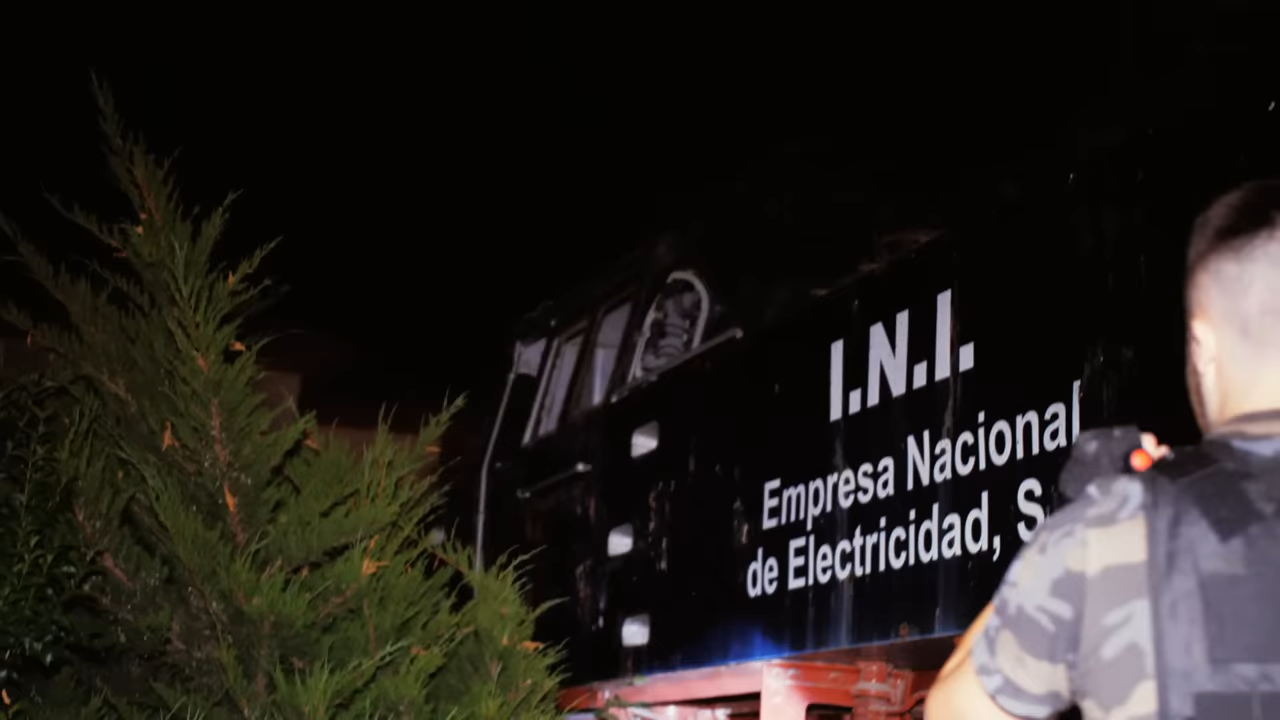 I.N.I.
Empresa Nacional
de Electricidad, S.